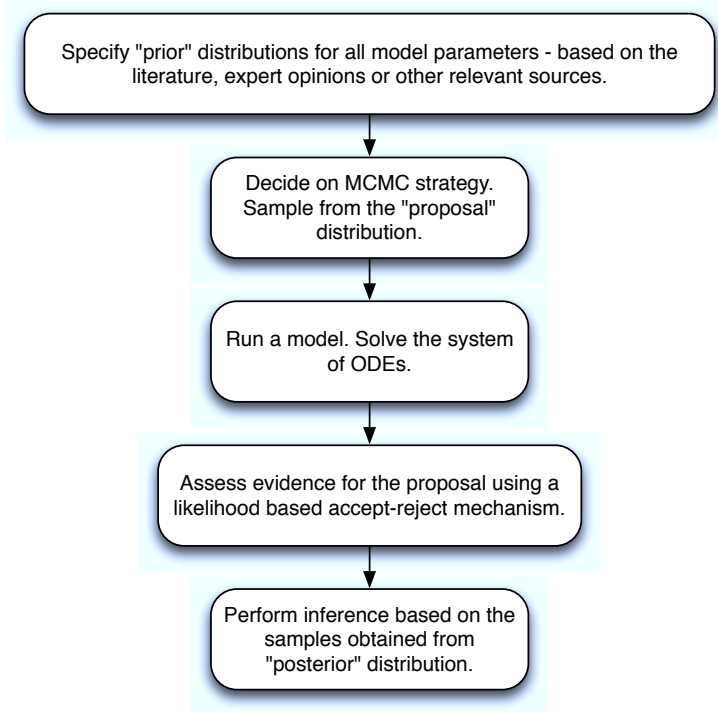 Specify "prior" distributions for all model parameters - based on the
literature, expert opinions or other relevant sources.
Decide on MCMC strategy.
Sample from the "proposal"
distribution.
Run a model. Solve the system
of ODEs.
Assess evidence for the proposal using a
likelihood based accept-reject mechanism.
Perform inference based on the
samples obtained from
"posterior" distribution.